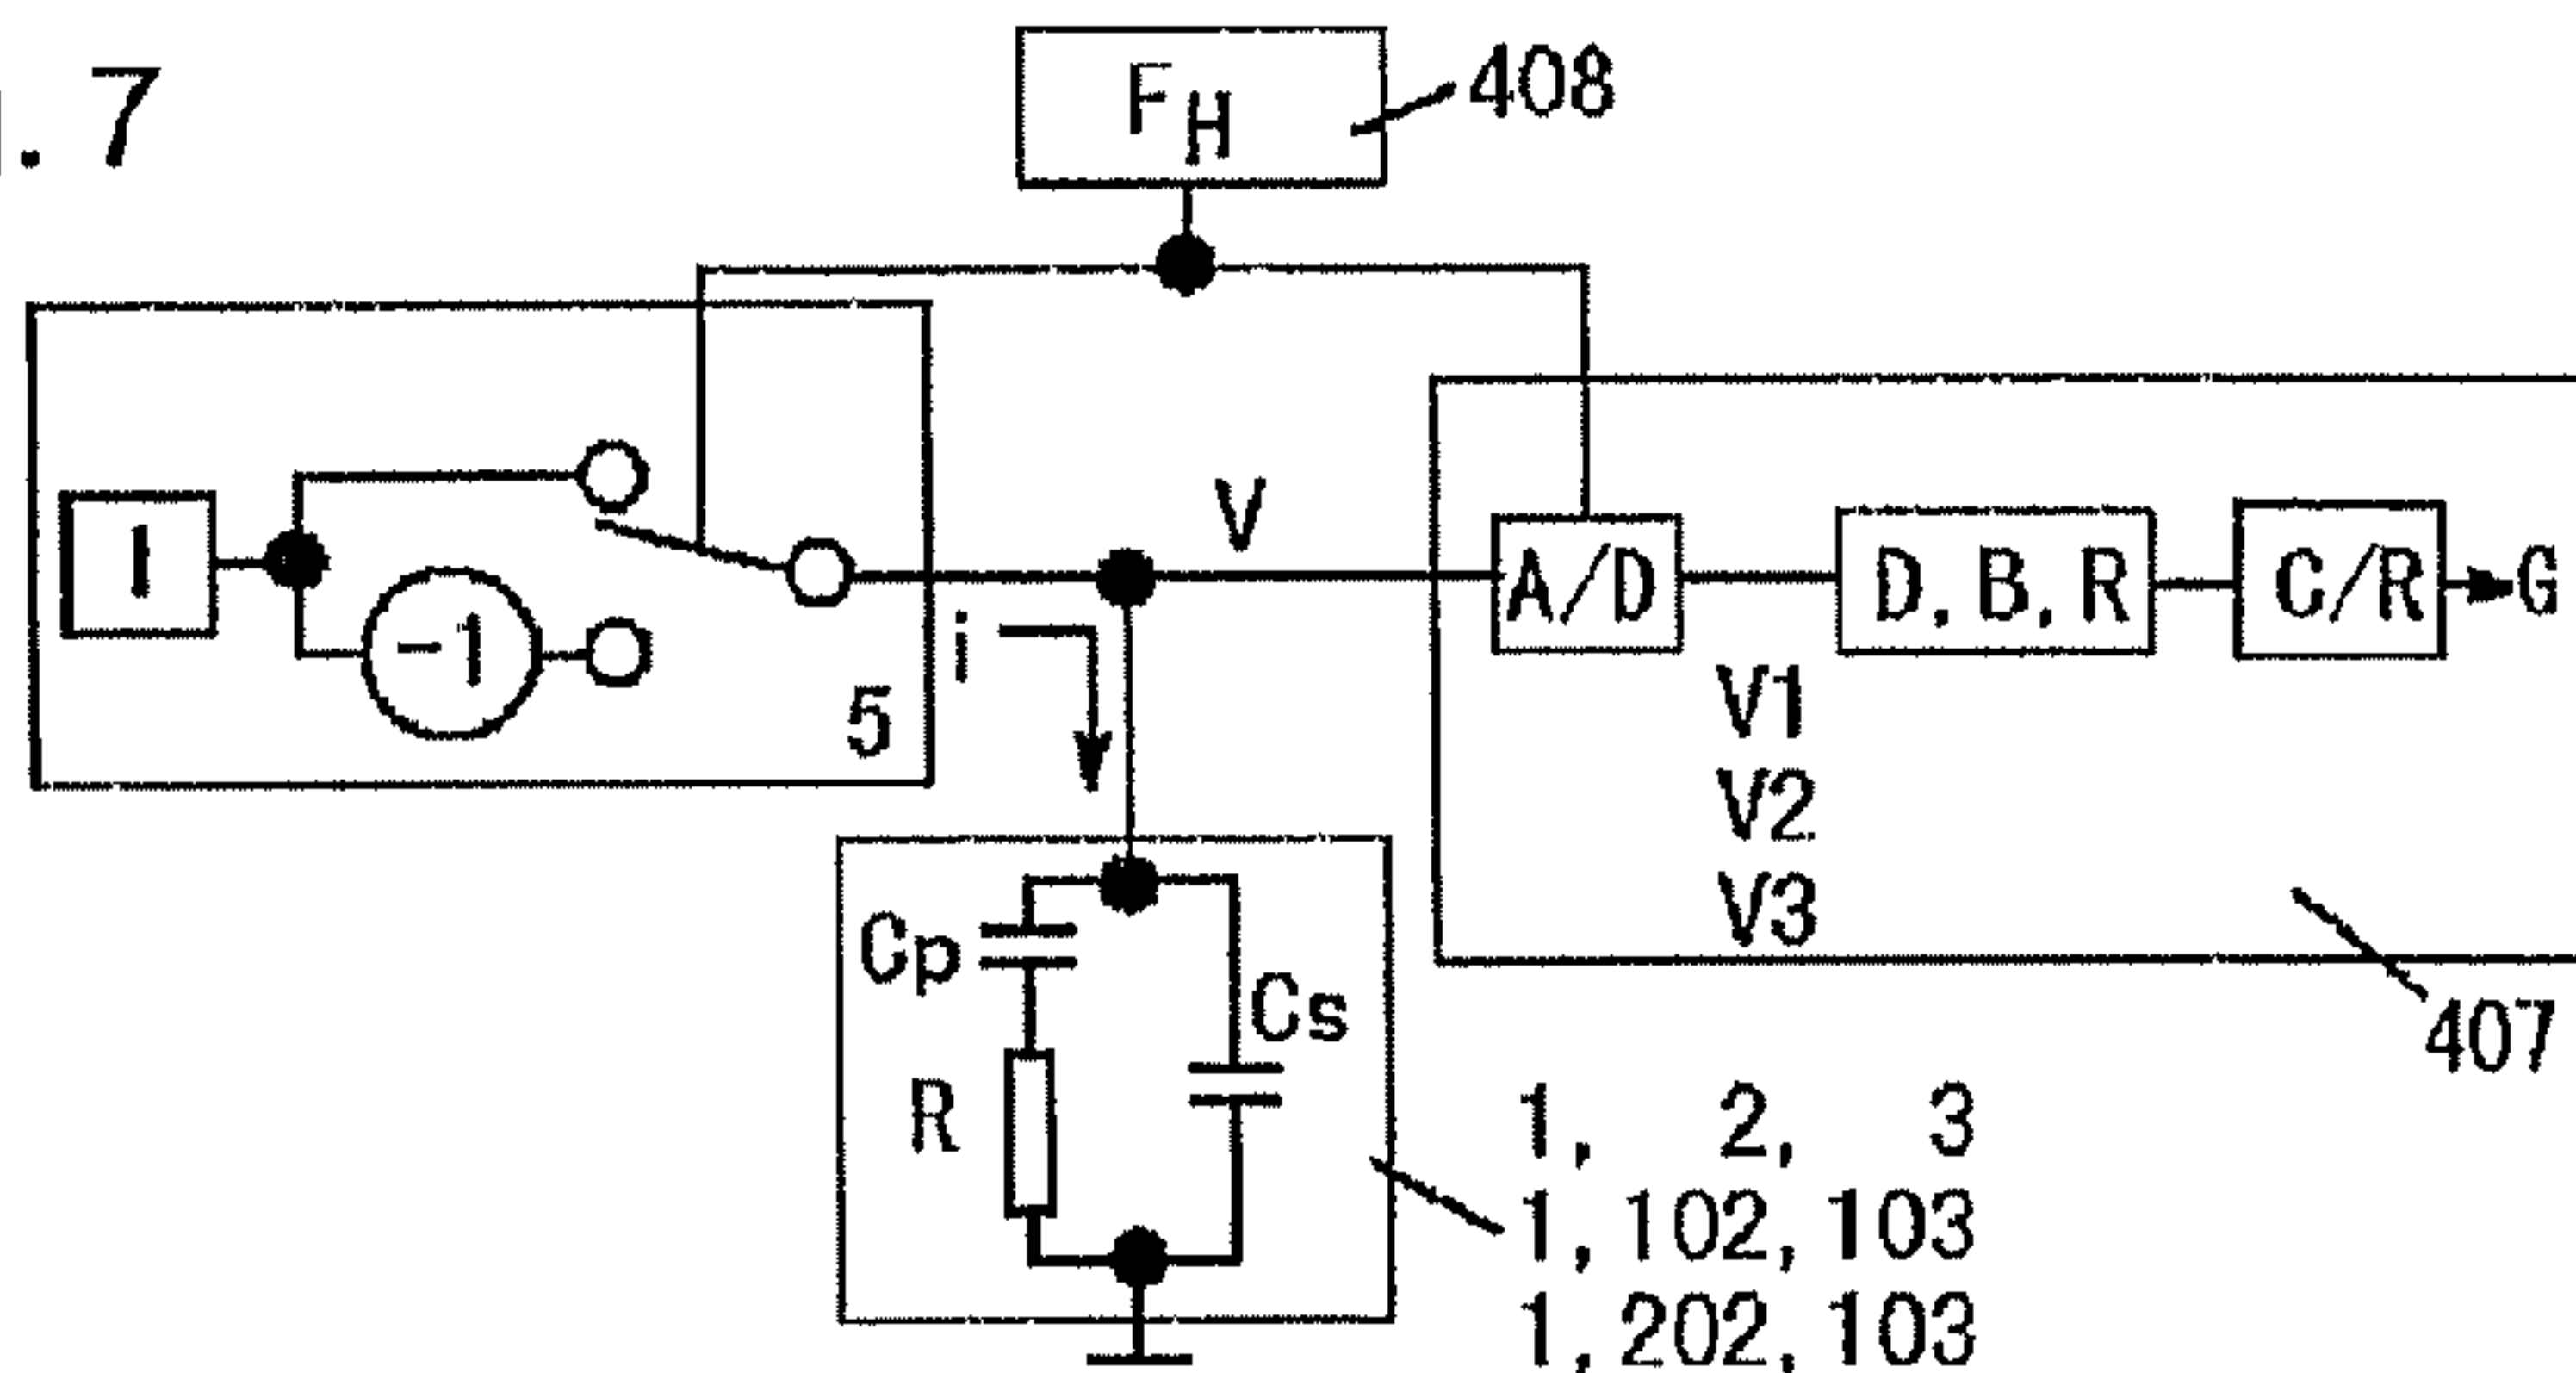 . 7
FH
408
I
-1
5
i
V
A/D
D, B, R
C/R
G
V1
V2
V3
407
Cp
R
Cs
1, 2, 3
1, 102, 103
1, 202, 103